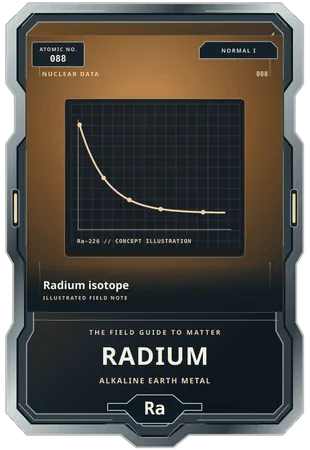 ATOMIC NO.
088
NORMAL I
NUCLEAR DATA
088
Ra-226 // CONCEPT ILLUSTRATION
Radium isotope
ILLUSTRATED FIELD NOTE
THE FIELD GUIDE TO MATTER
RADIUM
ALKALINE EARTH METAL
Ra